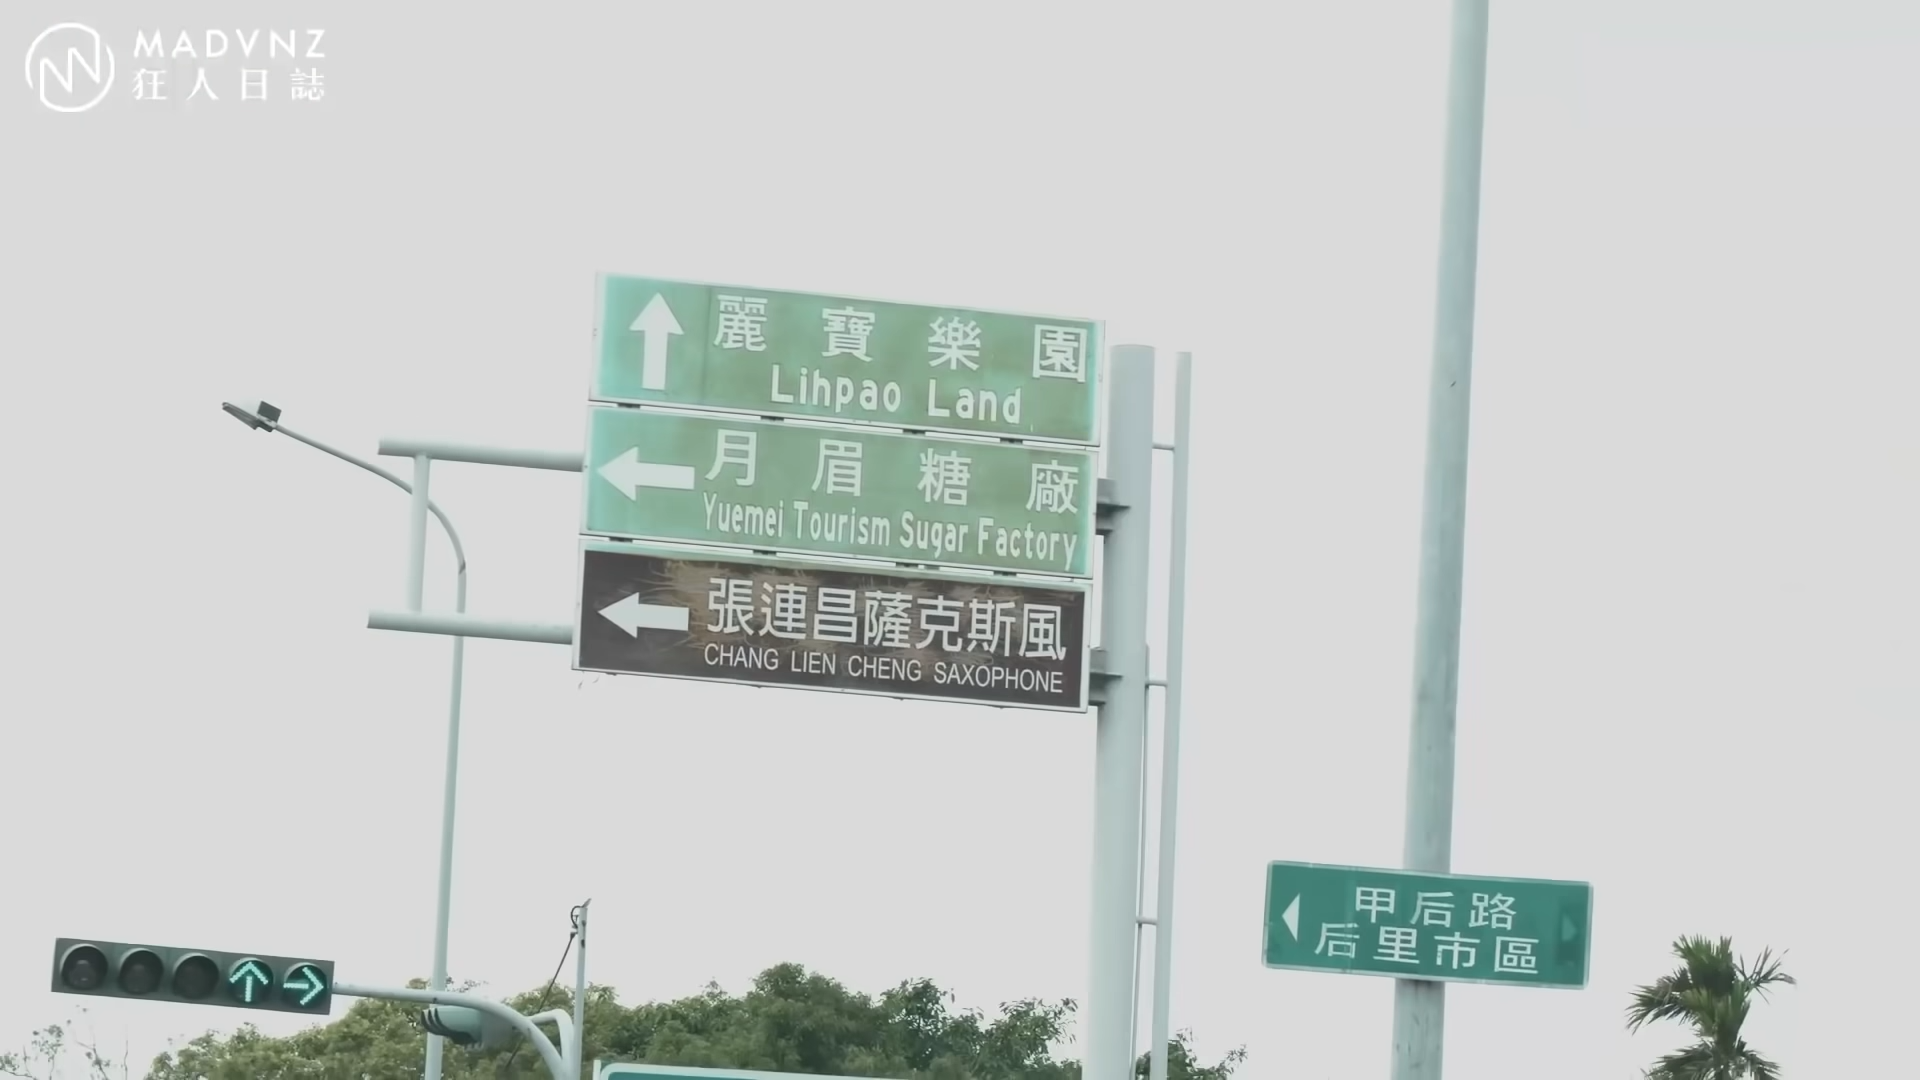 MADVNZ
狂人日誌
麗寶樂園
Lihpao Land
月眉糖廠
Yuemei Tourism Sugar Factory
張連昌薩克斯風
CHANG LIEN CHENG SAXOPHONE
甲后路
后里市區